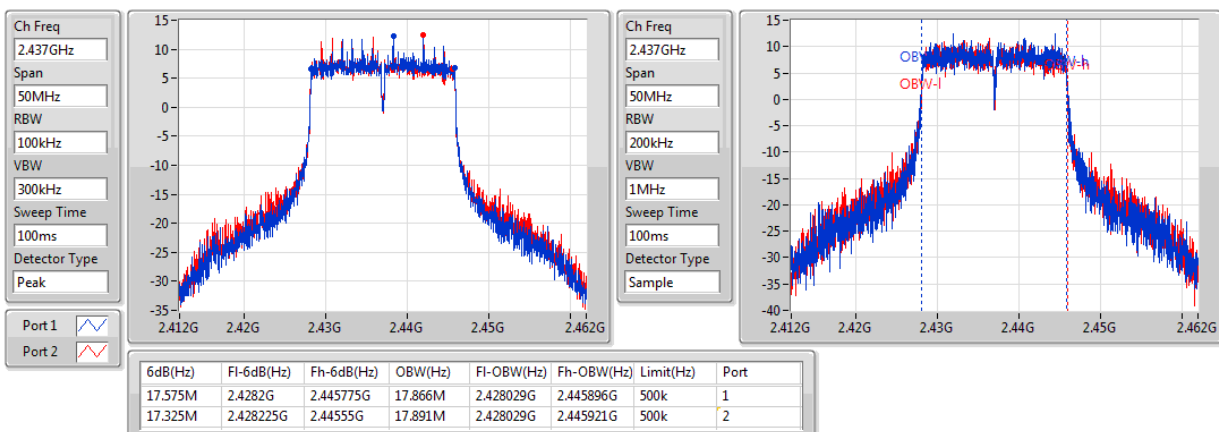 Ch Freq
2.437GHz
Span
50MHz
RBW
100kHz
VBW
300kHz
Sweep Time
100ms
Detector Type
Peak
Port 1
Port 2
15
10
5
0
-5
-10
-15
-20
-25
-30
-35
2.412G 2.42G 2.43G 2.44G 2.45G 2.462G
Ch Freq
2.437GHz
Span
50MHz
RBW
200kHz
VBW
1MHz
Sweep Time
100ms
Detector Type
Sample
15
10
5
0
-5
-10
-15
-20
-25
-30
-35
-40
OBW-l
2.412G 2.42G 2.43G 2.44G 2.45G 2.462G
6dB(Hz) Fl-6dB(Hz) Fh-6dB(Hz) OBW(Hz) Fl-OBW(Hz) Fh-OBW(Hz) Limit(Hz) Port
17.575M 2.4282G 2.445775G 17.866M 2.428029G 2.445896G 500k 1
17.325M 2.428225G 2.44555G 17.891M 2.428029G 2.445921G 500k 2